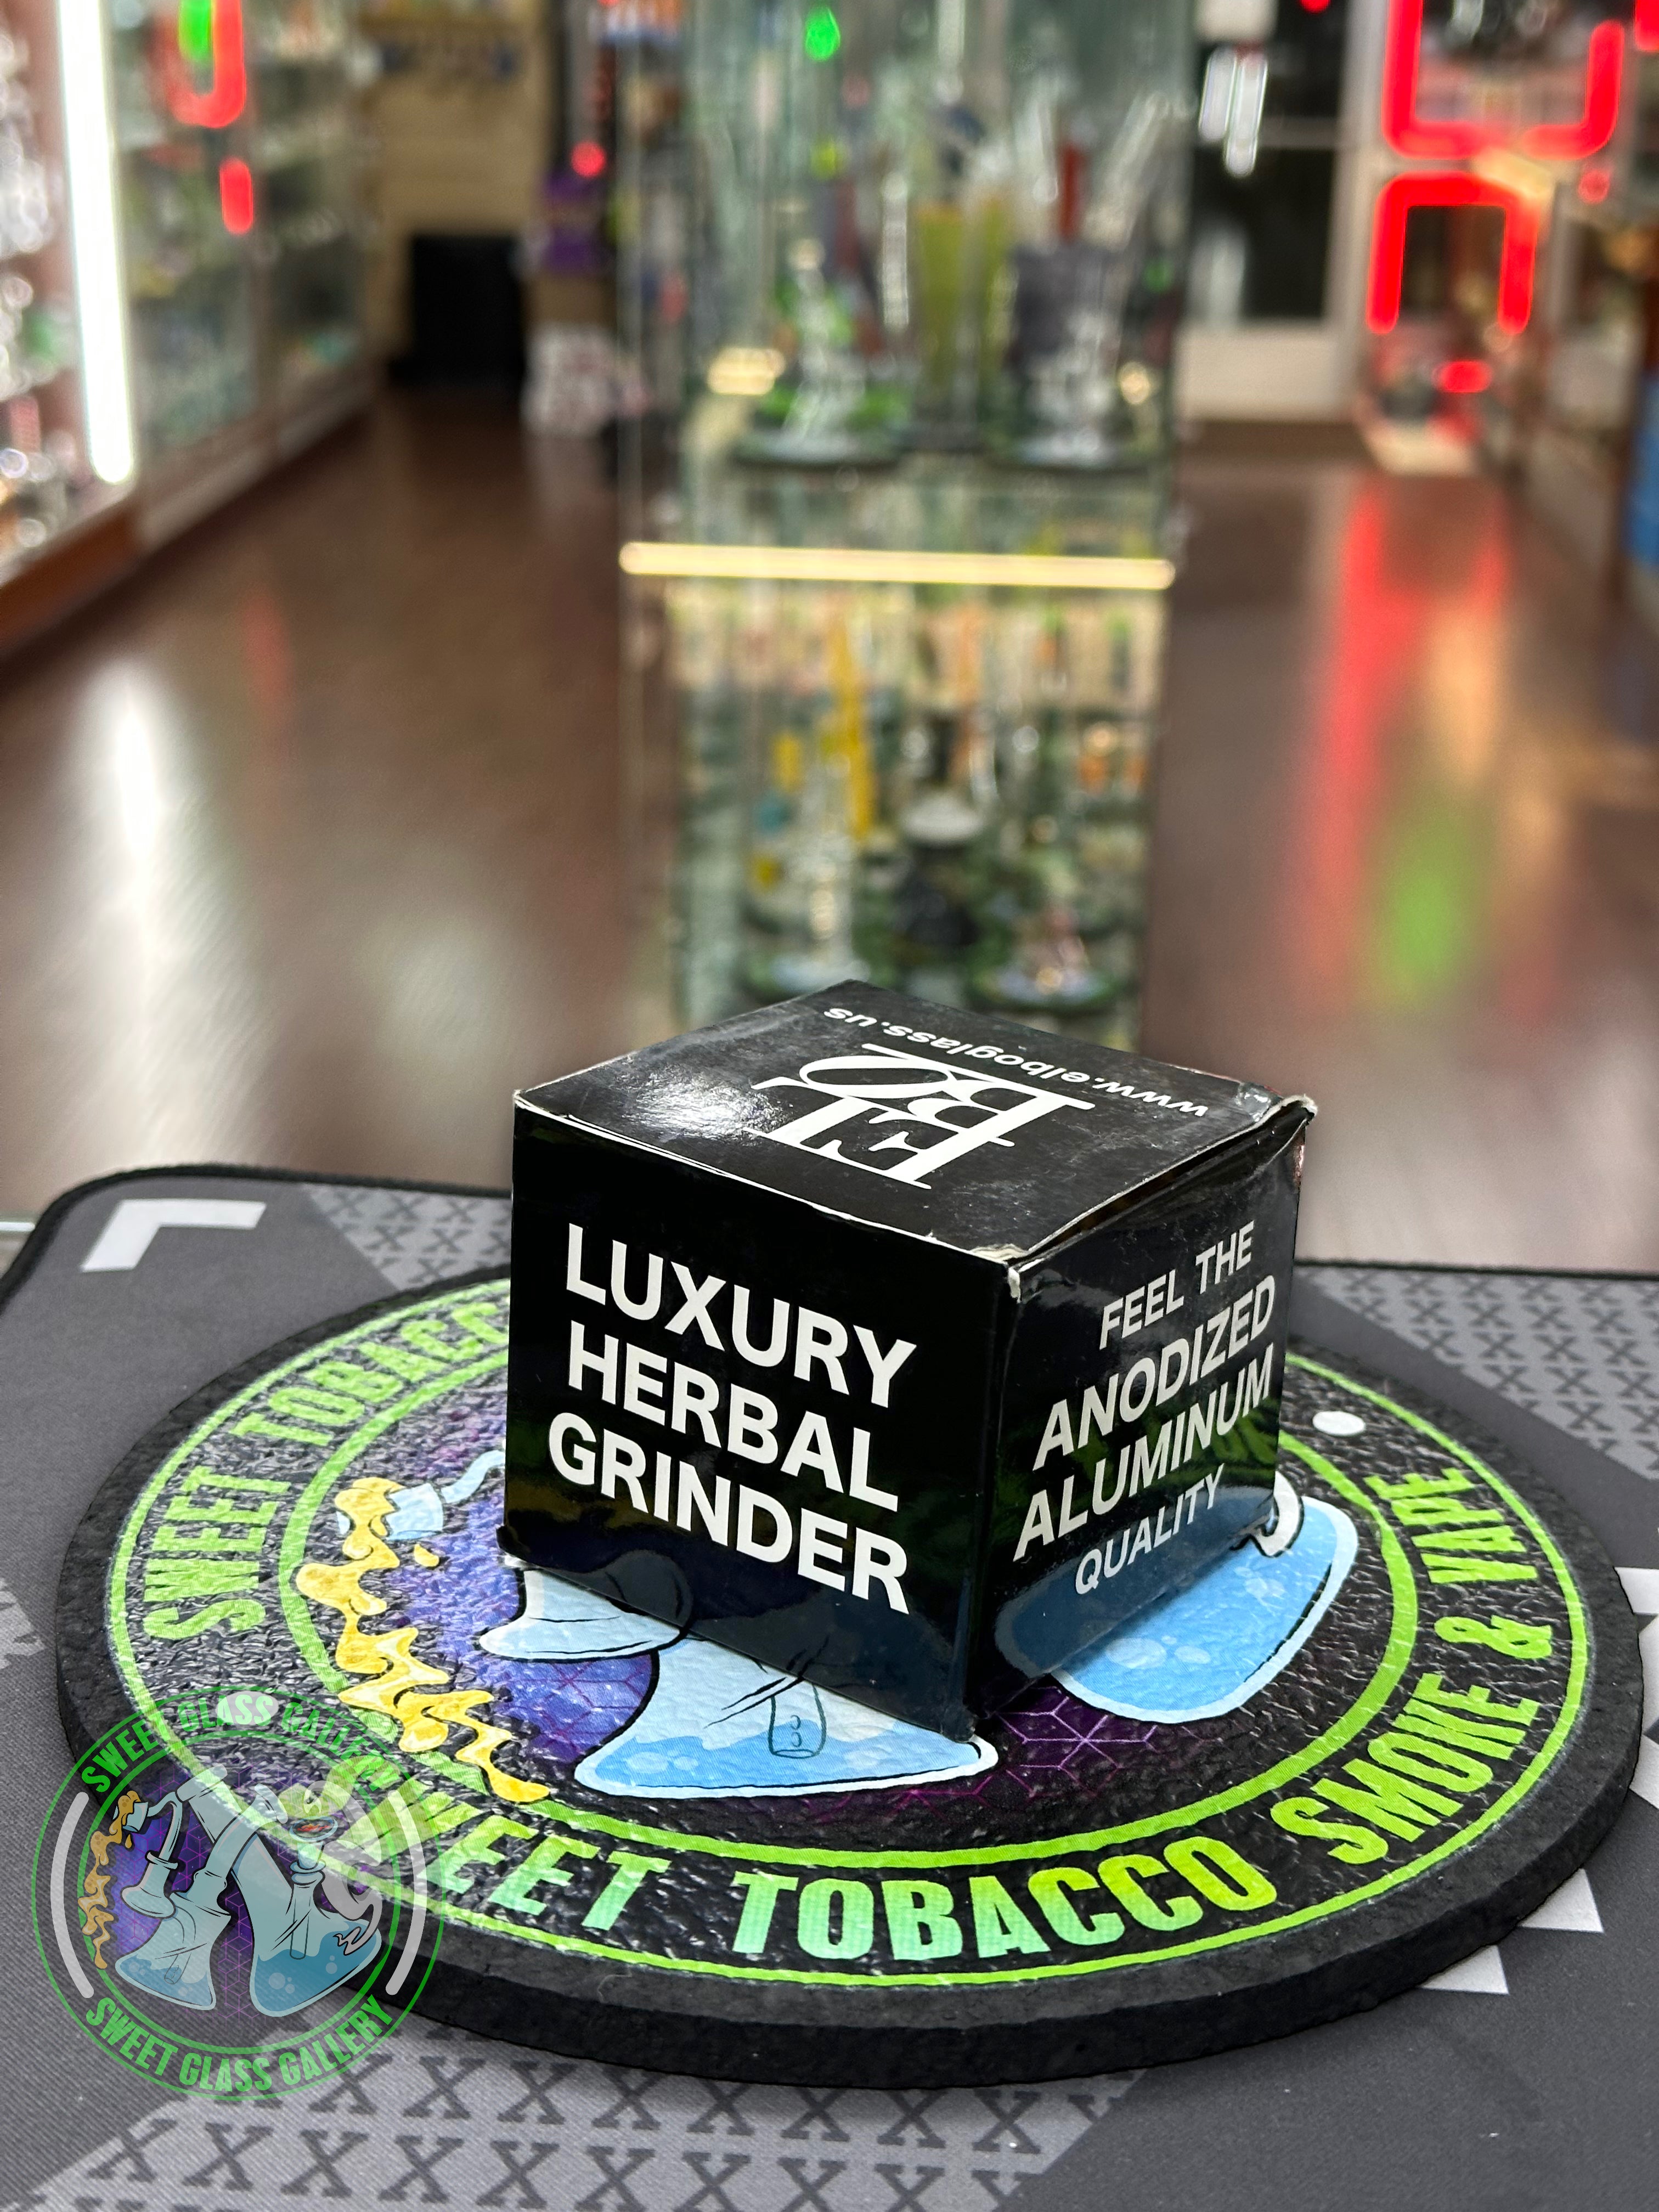 www.elboglass.us
EL
BO
LUXURY
HERBAL
GRINDER
FEEL THE
ANODIZED
ALUMINUM
QUALITY
SWEET TOBACCO
SMOKE & VAPE
SWEET TOBACCO
SWEET GLASS GALLERY
SWEET GLASS GALLERY